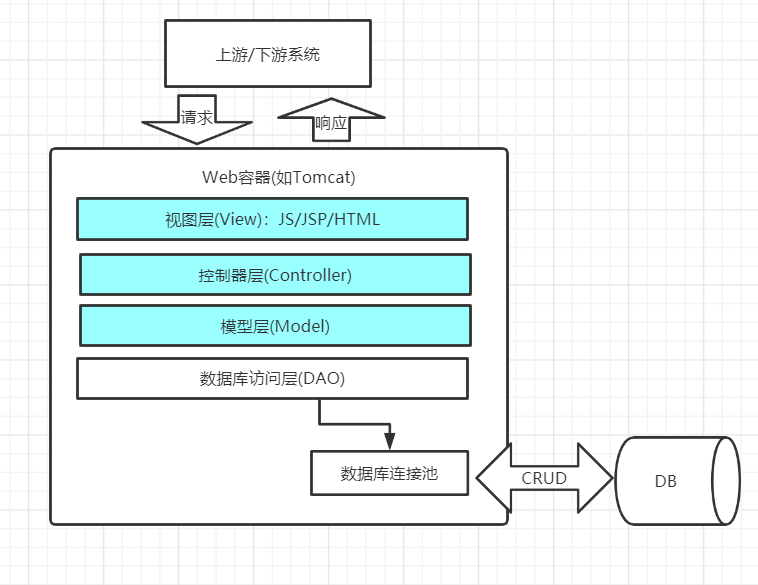 上游/下游系统
请求
响应
Web容器(如Tomcat)
视图层(View)：JS/JSP/HTML
控制器层(Controller)
模型层(Model)
数据库访问层(DAO)
数据库连接池
CRUD
DB